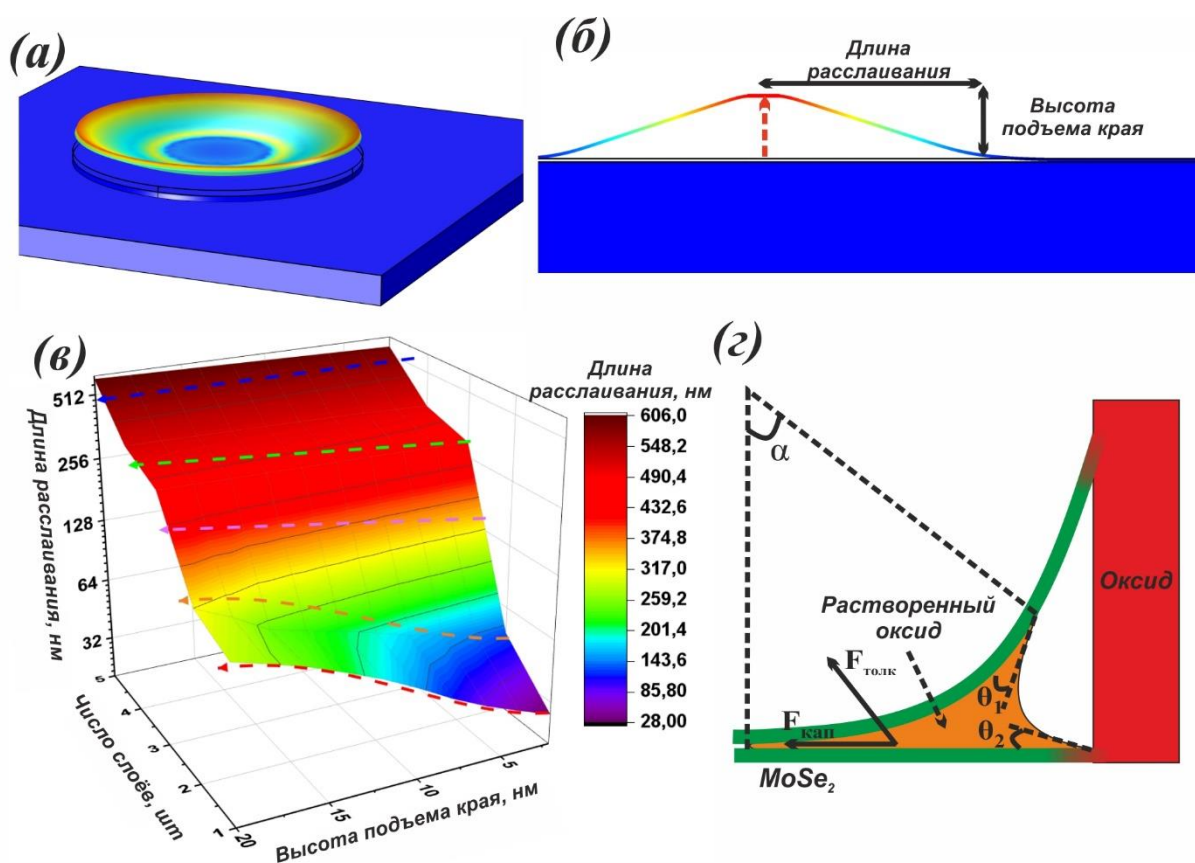 (а)
(б)
Длина
расслаивания
Высота
подъема края
(в)
Длина расслаивания, нм
512
256
128
64
32
5
4
3
2
1
Число слоёв, шт
20
15
10
5
Высота подъема края, нм
Длина
расслаивания, нм
606,0
548,2
490,4
432,6
374,8
317,0
259,2
201,4
143,6
85,80
28,00
(г)
α
Оксид
Растворенный
оксид
Fтолк
Fкап
θ1
θ2
MoSe2